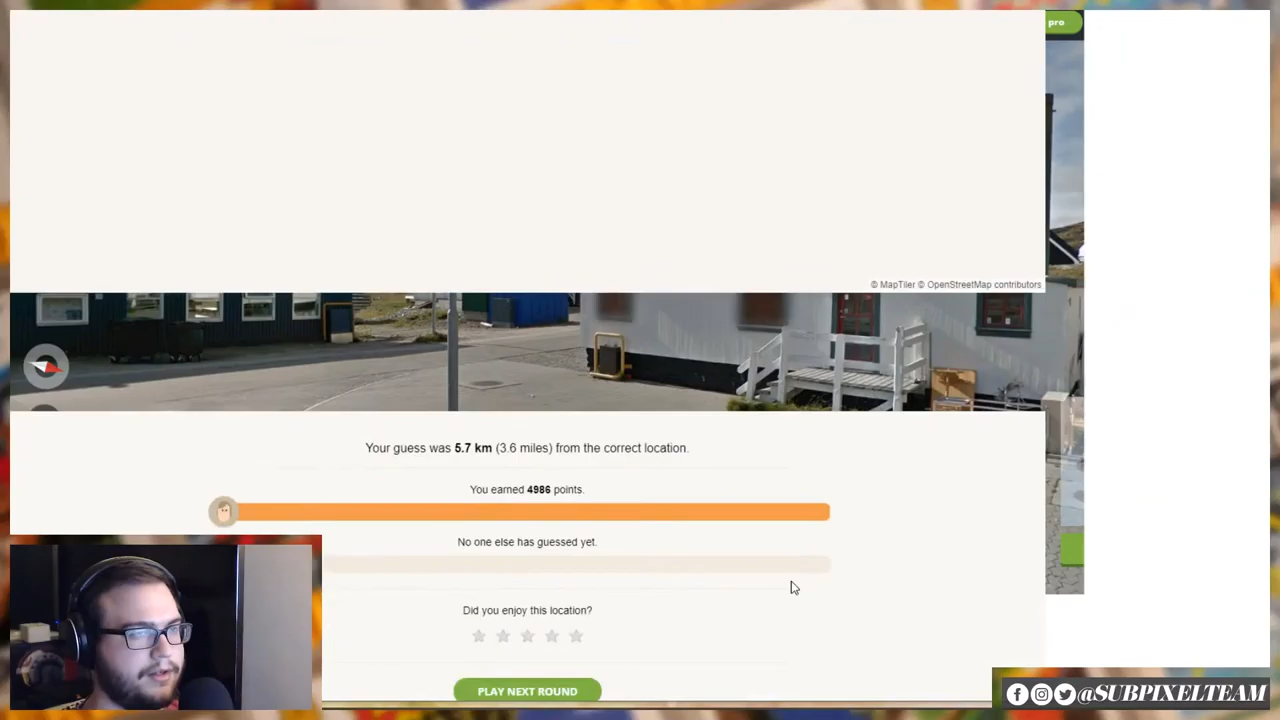 pro
© MapTiler © OpenStreetMap contributors
Your guess was 5.7 km (3.6 miles) from the correct location.
You earned 4986 points.
No one else has guessed yet.
Did you enjoy this location?
PLAY NEXT ROUND
@SUBPIXELTEAM